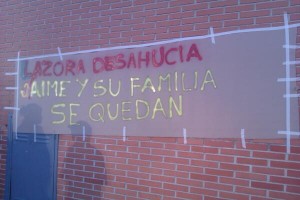 LAZORA DESAHUCIA
JAIME Y SU FAMILIA
SE QUEDAN